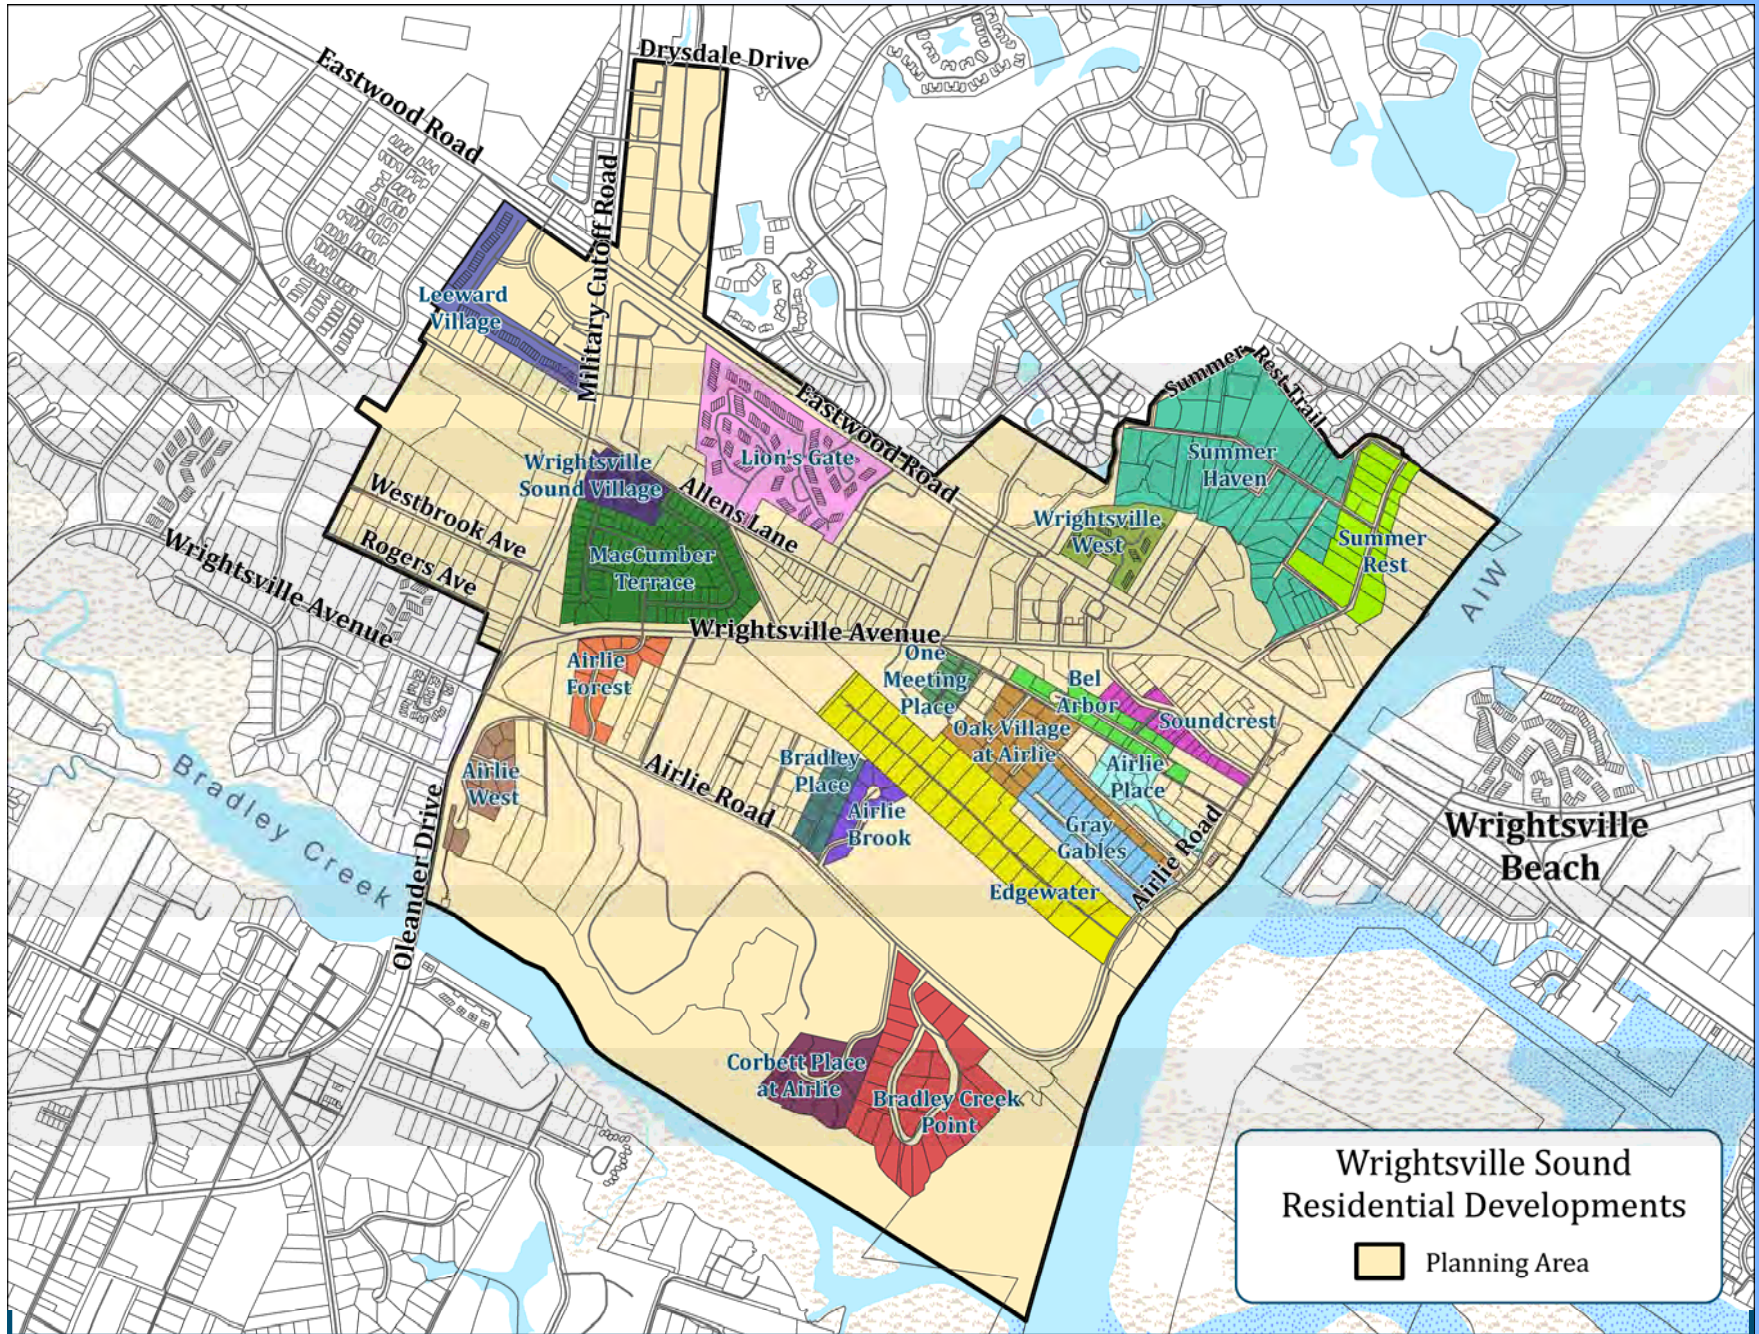 Drysdale Drive
Eastwood Road
Military Cutoff Road
Leeward
Village
Summer Rest Trail
Eastwood Road
Lion's Gate
Summer
Haven
Wrightsville
Sound Village
Allens Lane
Westbrook Ave
Rogers Ave
Wrightsville
West
Summer
Rest
MacCumber
Terrace
Wrightsville Avenue
AIW
Wrightsville Avenue
Airlie
Forest
One
Meeting
Place
Bel
Arbor
Soundcrest
Oak Village
at Airlie
Airlie
West
Airlie Road
Bradley
Place
Airlie
Place
Bradley Creek
Airlie
Brook
Gray
Gables
Airlie Road
Wrightsville
Beach
Edgewater
Oleander Drive
Corbett Place
at Airlie
Bradley Creek
Point
Wrightsville Sound
Residential Developments
Planning Area